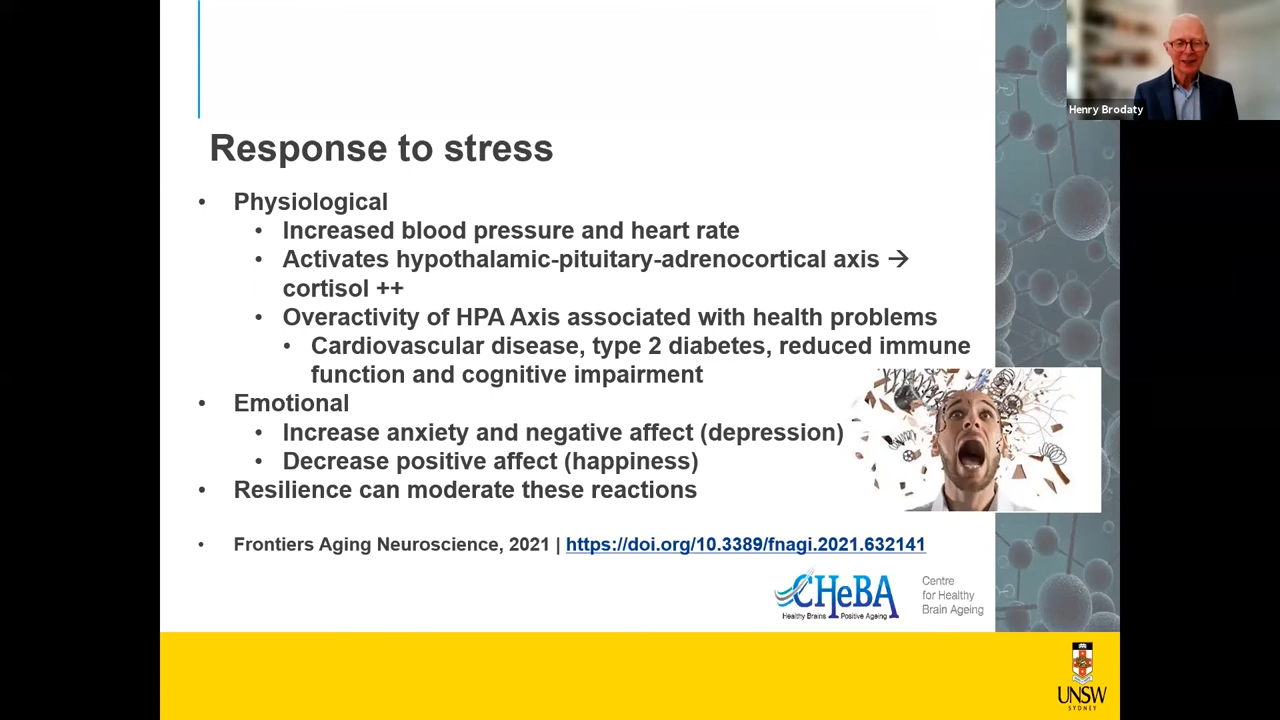 Henry Brodaty
Response to stress
• Physiological
• Increased blood pressure and heart rate
• Activates hypothalamic-pituitary-adrenocortical axis →
cortisol ++
• Overactivity of HPA Axis associated with health problems
• Cardiovascular disease, type 2 diabetes, reduced immune
function and cognitive impairment
• Emotional
• Increase anxiety and negative affect (depression)
• Decrease positive affect (happiness)
• Resilience can moderate these reactions
• Frontiers Aging Neuroscience, 2021 | https://doi.org/10.3389/fnagi.2021.632141
CHeBA
Healthy Brains Positive Ageing
Centre
for Healthy
Brain Ageing
UNSW
SYDNEY